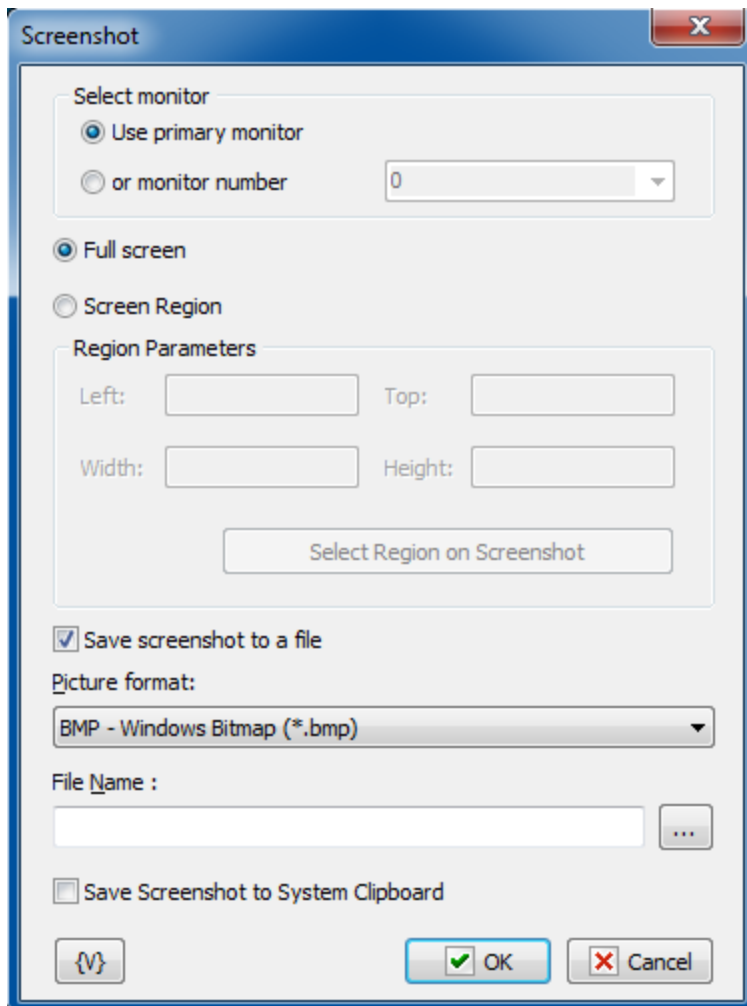 Screenshot
Select monitor
Use primary monitor
or monitor number 0
Full screen
Screen Region
Region Parameters
Left: Top:
Width: Height:
Select Region on Screenshot
Save screenshot to a file
Picture format:
BMP - Windows Bitmap (*.bmp)
File Name :
...
Save Screenshot to System Clipboard
{V} OK Cancel